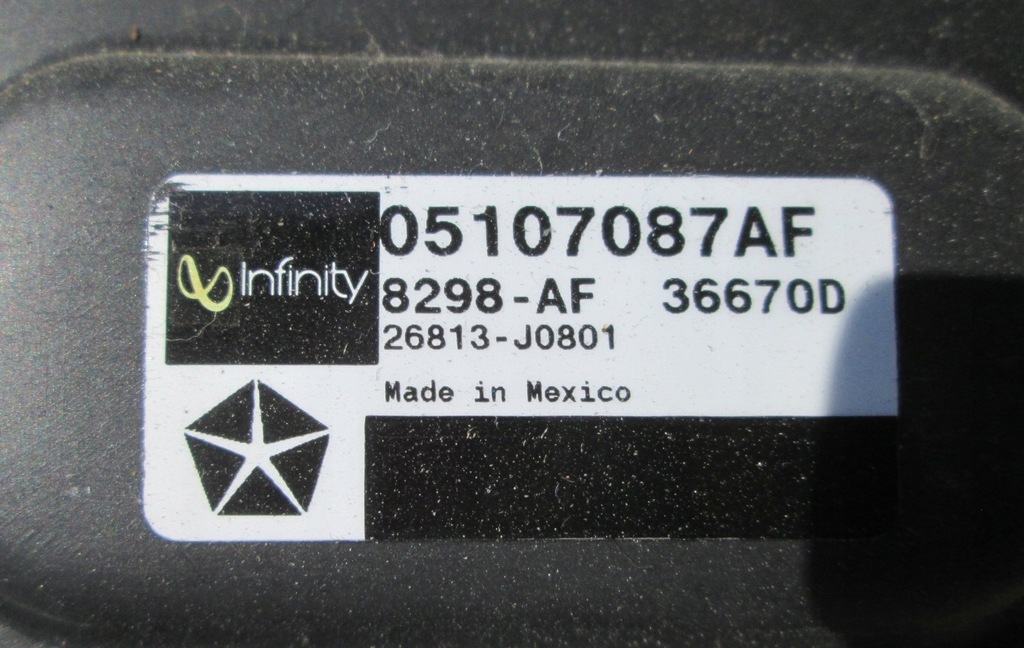 05107087AF
Infinity
8298-AF 36670D
26813-J0801
Made in Mexico